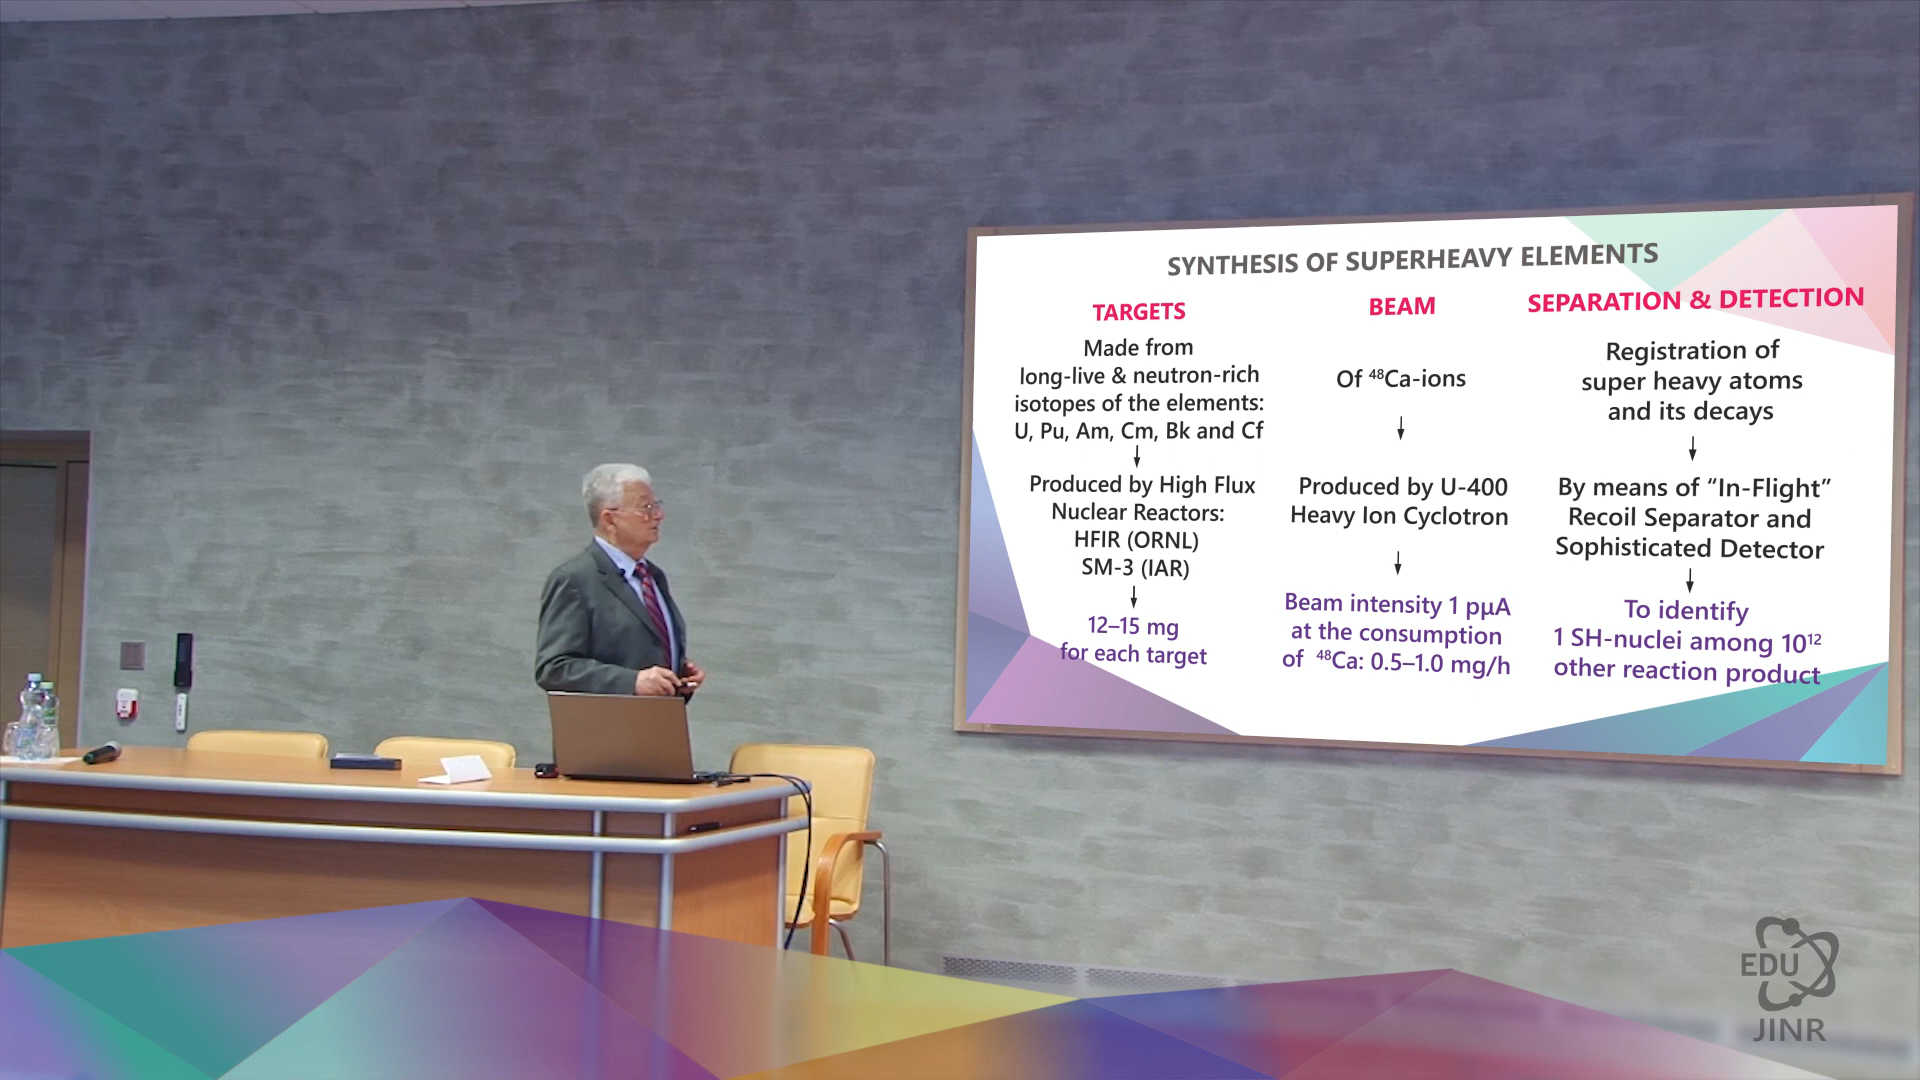 SYNTHESIS OF SUPERHEAVY ELEMENTS
TARGETS
Made from
long-live & neutron-rich
isotopes of the elements:
U, Pu, Am, Cm, Bk and Cf
Produced by High Flux
Nuclear Reactors:
HFIR (ORNL)
SM-3 (IAR)
12–15 mg
for each target
BEAM
Of ⁴⁸Ca-ions
Produced by U-400
Heavy Ion Cyclotron
Beam intensity 1 pµA
at the consumption
of ⁴⁸Ca: 0.5–1.0 mg/h
SEPARATION & DETECTION
Registration of
super heavy atoms
and its decays
By means of “In-Flight”
Recoil Separator and
Sophisticated Detector
To identify
1 SH-nuclei among 10¹²
other reaction product
EDU
JINR